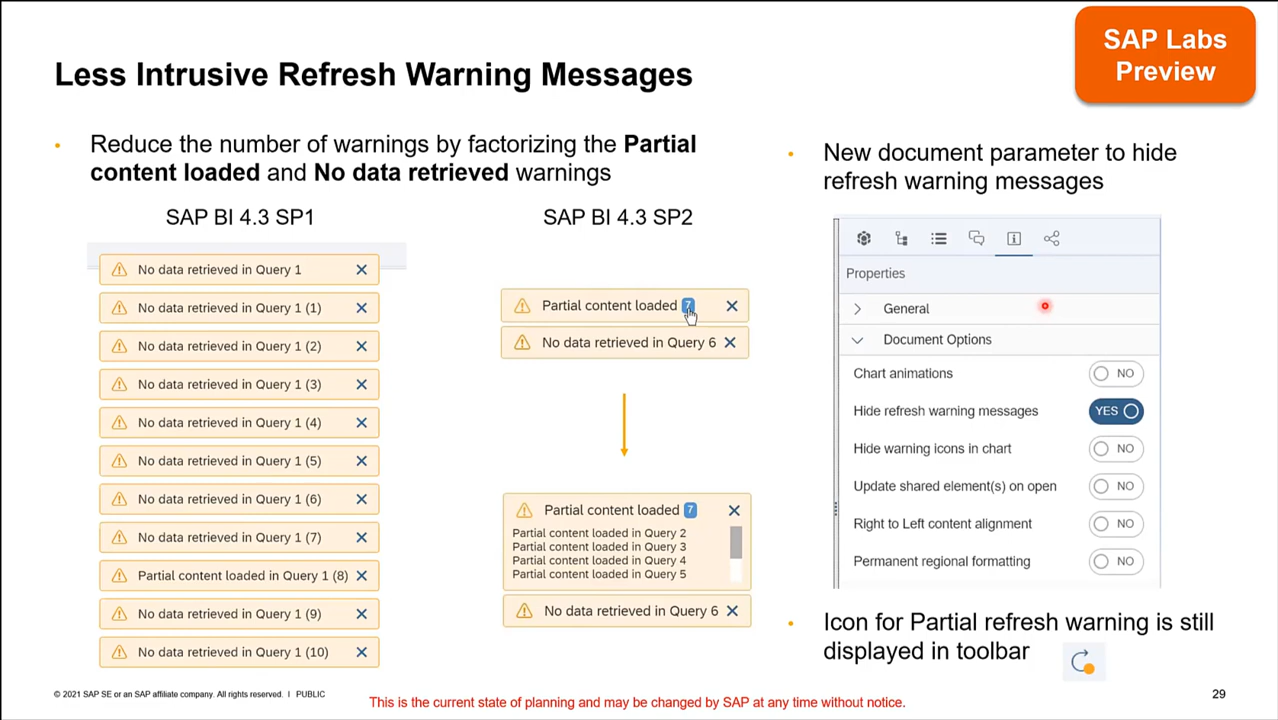 SAP Labs
Preview
Less Intrusive Refresh Warning Messages
• Reduce the number of warnings by factorizing the Partial
content loaded and No data retrieved warnings
SAP BI 4.3 SP1
No data retrieved in Query 1
No data retrieved in Query 1 (1)
No data retrieved in Query 1 (2)
No data retrieved in Query 1 (3)
No data retrieved in Query 1 (4)
No data retrieved in Query 1 (5)
No data retrieved in Query 1 (6)
No data retrieved in Query 1 (7)
Partial content loaded in Query 1 (8)
No data retrieved in Query 1 (9)
No data retrieved in Query 1 (10)
SAP BI 4.3 SP2
Partial content loaded 7
No data retrieved in Query 6
Partial content loaded 7
Partial content loaded in Query 2
Partial content loaded in Query 3
Partial content loaded in Query 4
Partial content loaded in Query 5
No data retrieved in Query 6
• New document parameter to hide
refresh warning messages
Properties
General
Document Options
Chart animations NO
Hide refresh warning messages YES
Hide warning icons in chart NO
Update shared element(s) on open NO
Right to Left content alignment NO
Permanent regional formatting NO
• Icon for Partial refresh warning is still
displayed in toolbar
© 2021 SAP SE or an SAP affiliate company. All rights reserved. I PUBLIC
This is the current state of planning and may be changed by SAP at any time without notice.
29